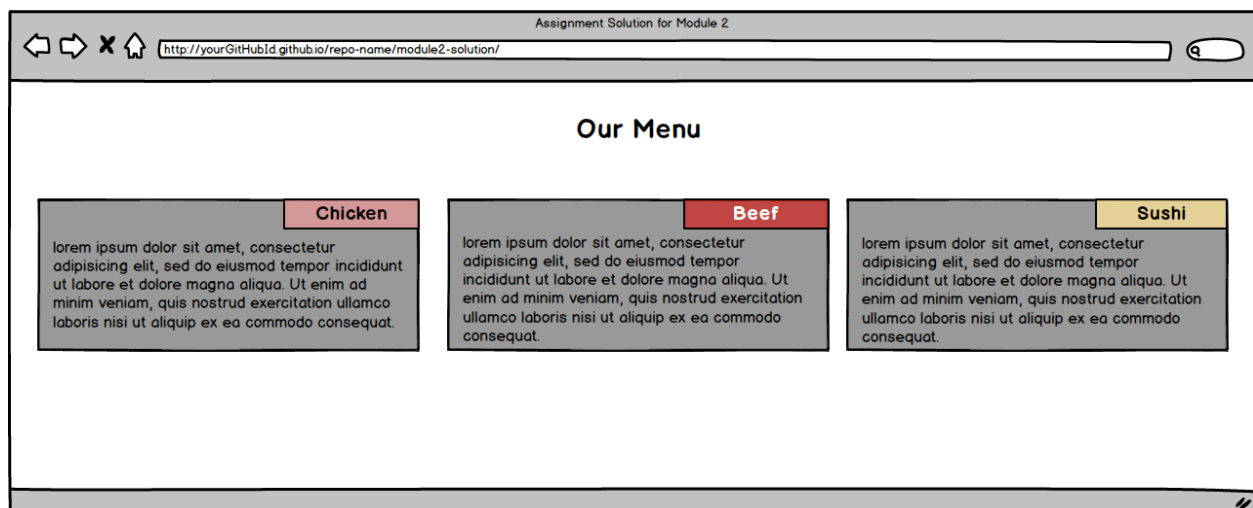 Assignment Solution for Module 2
http://yourGitHubId.github.io/repo-name/module2-solution/
Our Menu
Chicken
lorem ipsum dolor sit amet, consectetur
adipisicing elit, sed do eiusmod tempor incididunt
ut labore et dolore magna aliqua. Ut enim ad
minim veniam, quis nostrud exercitation ullamco
laboris nisi ut aliquip ex ea commodo consequat.
Beef
lorem ipsum dolor sit amet, consectetur
adipisicing elit, sed do eiusmod tempor
incididunt ut labore et dolore magna aliqua. Ut
enim ad minim veniam, quis nostrud exercitation
ullamco laboris nisi ut aliquip ex ea commodo
consequat.
Sushi
lorem ipsum dolor sit amet, consectetur
adipisicing elit, sed do eiusmod tempor
incididunt ut labore et dolore magna aliqua. Ut
enim ad minim veniam, quis nostrud exercitation
ullamco laboris nisi ut aliquip ex ea commodo
consequat.